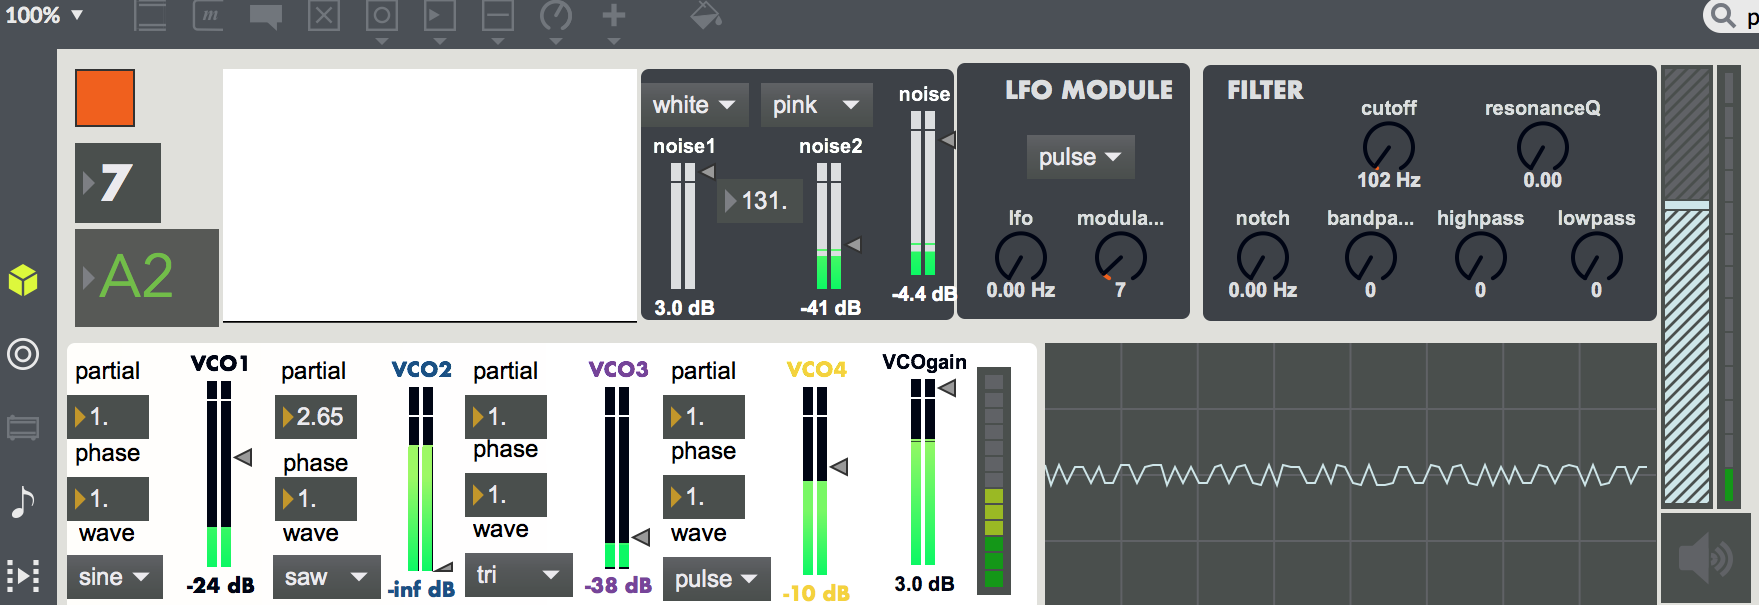 100%
m
p
7
A2
white
pink
noise
noise1
noise2
131.
3.0 dB
-41 dB
-4.4 dB
LFO MODULE
pulse
lfo
modula...
0.00 Hz
7
FILTER
cutoff
resonanceQ
102 Hz
0.00
notch
bandpa...
highpass
lowpass
0.00 Hz
0
0
0
partial
VCO1
1.
phase
1.
wave
sine
-24 dB
partial
VCO2
2.65
phase
1.
wave
saw
-inf dB
partial
VCO3
1.
phase
1.
wave
tri
-38 dB
partial
VCO4
1.
phase
1.
wave
pulse
-10 dB
VCOgain
3.0 dB